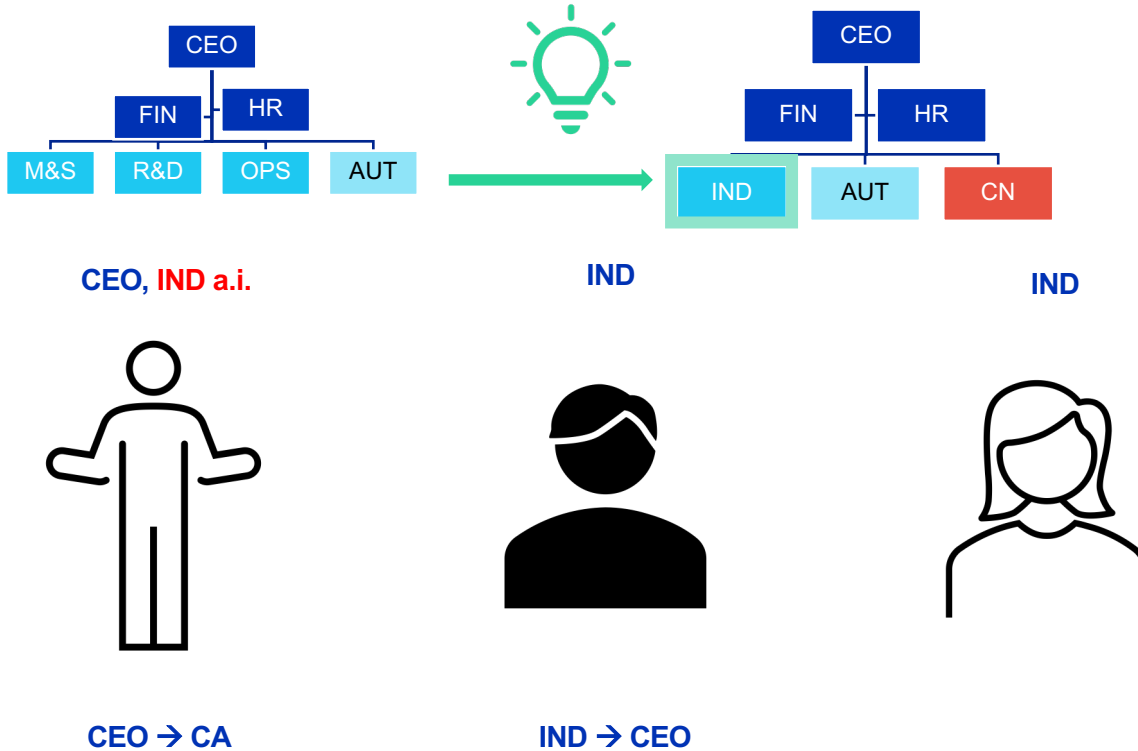 CEO
FIN
HR
M&S
R&D
OPS
AUT
CEO
FIN
HR
IND
AUT
CN
CEO, IND a.i.
IND
IND
CEO → CA
IND → CEO